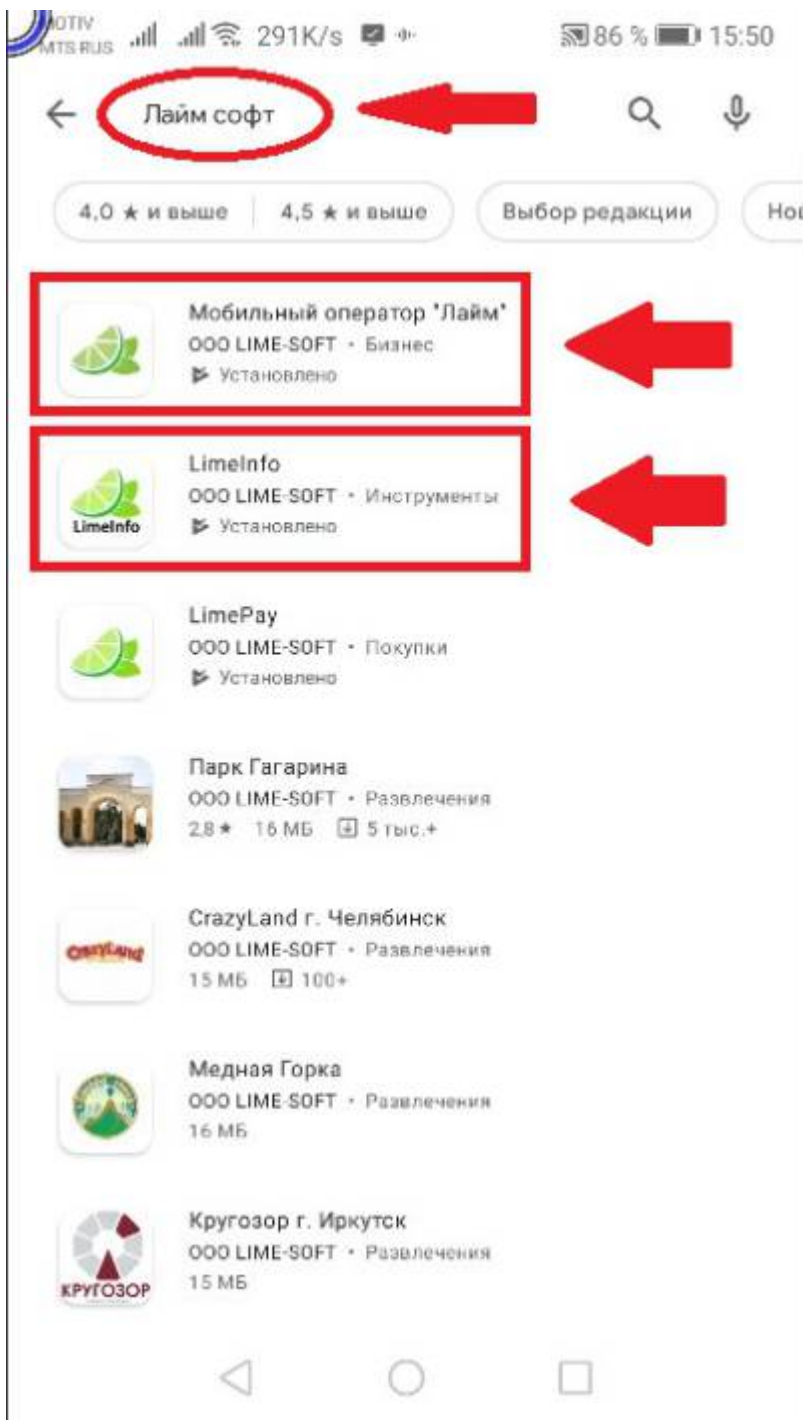 MOTIV
MTS RUS 291K/s 86 % 15:50
Лайм софт
4,0 ★ и выше 4,5 ★ и выше Выбор редакции Нов
Мобильный оператор "Лайм"
ООО LIME-SOFT • Бизнес
Установлено
LimeInfo
ООО LIME-SOFT • Инструменты
LimeInfo
Установлено
LimePay
ООО LIME-SOFT • Покупки
Установлено
Парк Гагарина
ООО LIME-SOFT • Развлечения
2,8 ★ 16 МБ 5 тыс.+
CrazyLand г. Челябинск
CrazyLand
ООО LIME-SOFT • Развлечения
15 МБ 100+
Медная Горка
ООО LIME-SOFT • Развлечения
16 МБ
Кругозор г. Иркутск
ООО LIME-SOFT • Развлечения
КРУГОЗОР
15 МБ